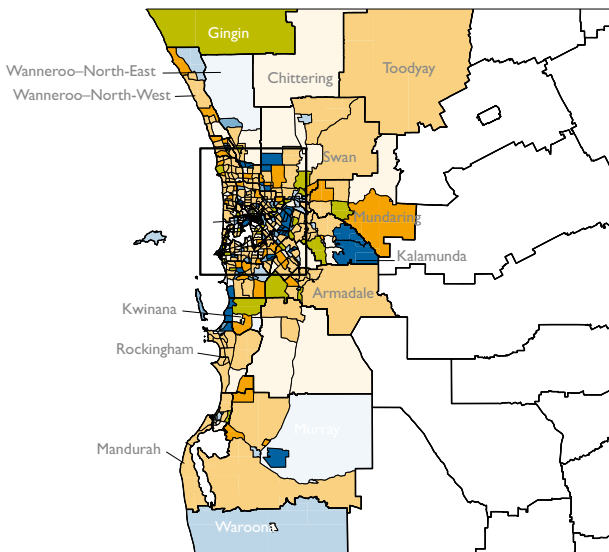 Gingin
Wanneroo–North-East
Chittering
Toodyay
Wanneroo–North-West
Swan
Mundaring
Kalamunda
Armadale
Kwinana
Rockingham
Murray
Mandurah
Waroona